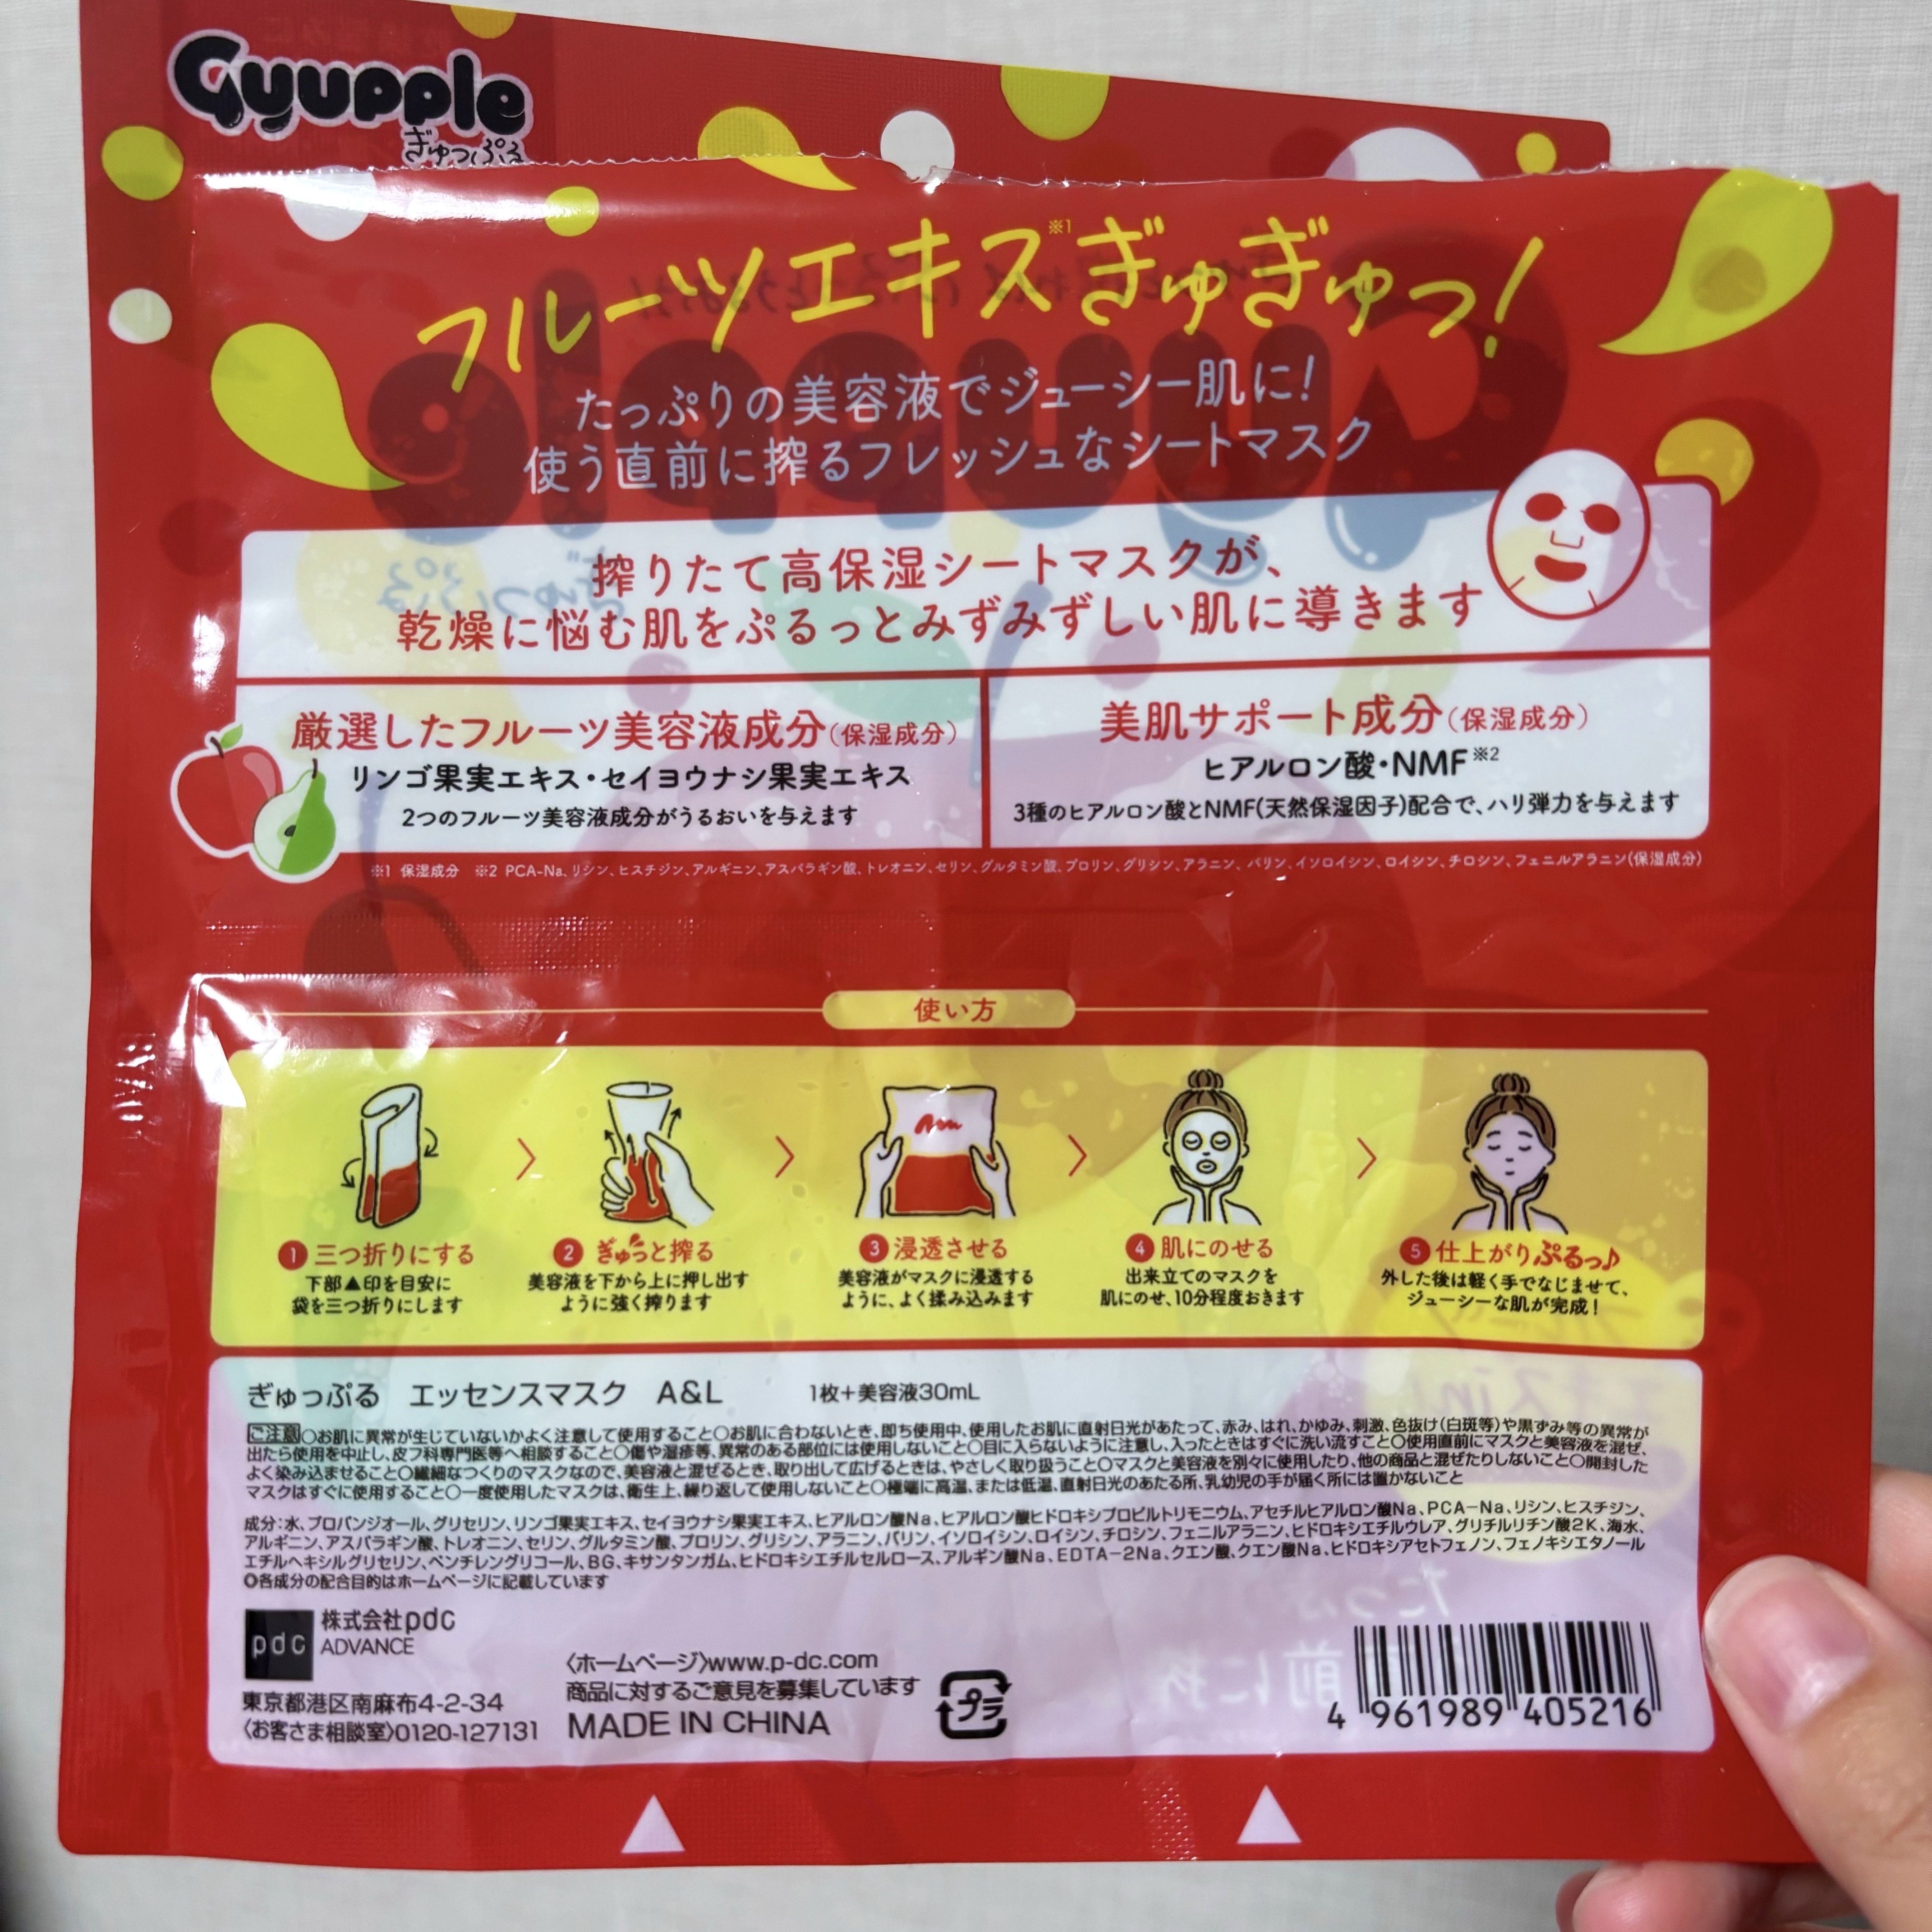 Gyupple
ぎゅっぷる
フルーツエキス※1ぎゅぎゅっ!
たっぷりの美容液でジューシー肌に!
使う直前に搾るフレッシュなシートマスク
搾りたて高保湿シートマスクが、
乾燥に悩む肌をぷるっとみずみずしい肌に導きます
厳選したフルーツ美容液成分(保湿成分)
リンゴ果実エキス・セイヨウナシ果実エキス
2つのフルーツ美容液成分がうるおいを与えます
美肌サポート成分(保湿成分)
ヒアルロン酸・NMF※2
3種のヒアルロン酸とNMF(天然保湿因子)配合で、ハリ弾力を与えます
※1 保湿成分 ※2 PCA-Na、リシン、ヒスチジン、アルギニン、アスパラギン酸、トレオニン、セリン、グルタミン酸、プロリン、グリシン、アラニン、バリン、イソロイシン、ロイシン、チロシン、フェニルアラニン(保湿成分)
使い方
1 三つ折りにする
下部▲印を目安に
袋を三つ折りにします
2 ぎゅっと搾る
美容液を下から上に押し出す
ように強く搾ります
3 浸透させる
美容液がマスクに浸透する
ように、よく揉み込みます
4 肌にのせる
出来立てのマスクを
肌にのせ、10分程度おきます
5 仕上がりぷるっ♪
外した後は軽く手でなじませて、
ジューシーな肌が完成!
ぎゅっぷる エッセンスマスク A&L 1枚+美容液30mL
ご注意○お肌に異常が生じていないかよく注意して使用すること○お肌に合わないとき、即ち使用中、使用したお肌に直射日光があたって、赤み、はれ、かゆみ、刺激、色抜け(白斑等)や黒ずみ等の異常が
出たら使用を中止し、皮フ科専門医等へ相談すること○傷や湿疹等、異常のある部位には使用しないこと○目に入らないように注意し、入ったときはすぐに洗い流すこと○使用直前にマスクと美容液を混ぜ、
よく染み込ませること○繊細なつくりのマスクなので、美容液と混ぜるとき、取り出して広げるときは、やさしく取り扱うこと○マスクと美容液を別々に使用したり、他の商品と混ぜたりしないこと○開封した
マスクはすぐに使用すること○一度使用したマスクは、衛生上、繰り返して使用しないこと○極端に高温、または低温、直射日光のあたる所、乳幼児の手が届く所には置かないこと
成分:水、プロパンジオール、グリセリン、リンゴ果実エキス、セイヨウナシ果実エキス、ヒアルロン酸Na、ヒアルロン酸ヒドロキシプロピルトリモニウム、アセチルヒアルロン酸Na、PCA-Na、リシン、ヒスチジン、
アルギニン、アスパラギン酸、トレオニン、セリン、グルタミン酸、プロリン、グリシン、アラニン、バリン、イソロイシン、ロイシン、チロシン、フェニルアラニン、ヒドロキシエチルウレア、グリチルリチン酸2K、海水、
エチルヘキシルグリセリン、ペンチレングリコール、BG、キサンタンガム、ヒドロキシエチルセルロース、アルギン酸Na、EDTA-2Na、クエン酸、クエン酸Na、ヒドロキシアセトフェノン、フェノキシエタノール
◎各成分の配合目的はホームページに記載しています
pdc
株式会社pdc
ADVANCE
東京都港区南麻布4-2-34
〈お客さま相談室〉0120-127131
〈ホームページ〉www.p-dc.com
商品に対するご意見を募集しています
MADE IN CHINA
プラ
4 961989 405216